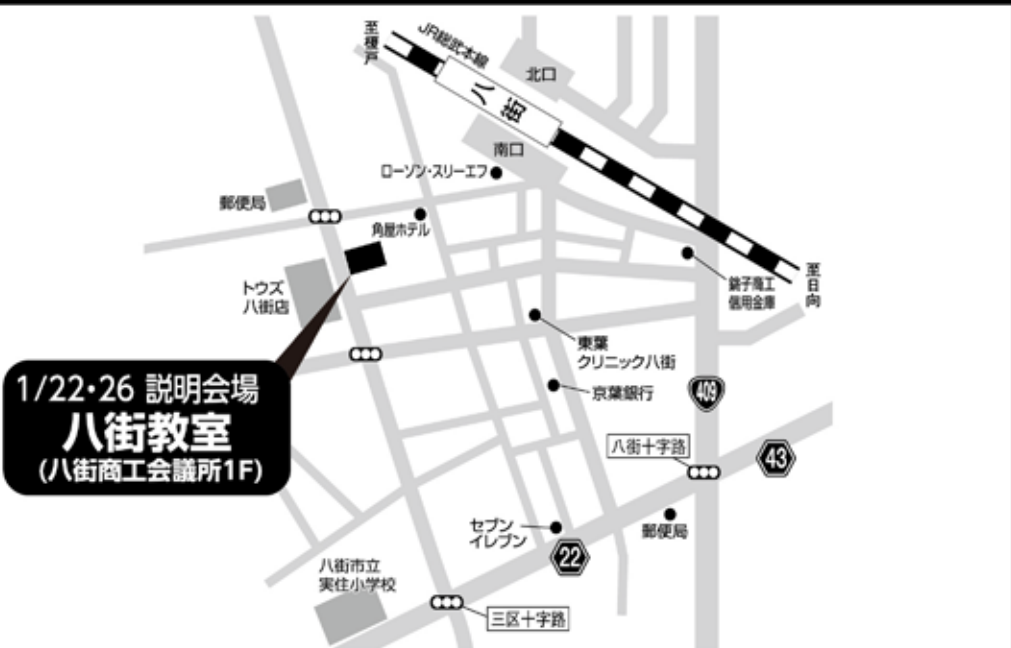 至榎戸
JR総武本線
北口
八街
南口
ローソン・スリーエフ
郵便局
角屋ホテル
トウズ
八街店
銚子商工
信用金庫
至日向
東葉
クリニック八街
1/22・26 説明会場
八街教室
(八街商工会議所1F)
京葉銀行
409
八街十字路
43
セブン
イレブン
郵便局
22
八街市立
実住小学校
三区十字路